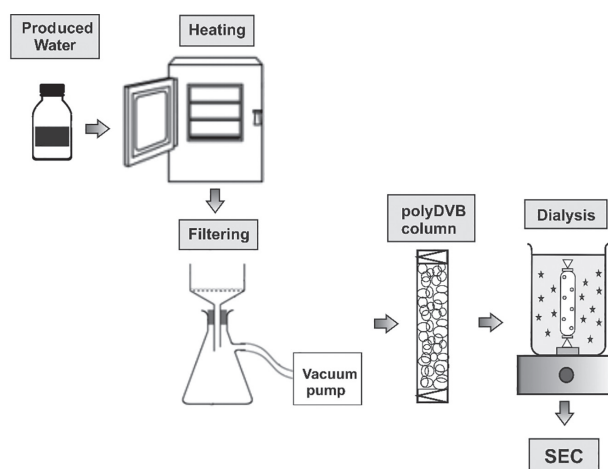 Produced
Water
Heating
Filtering
Vacuum
pump
polyDVB
column
Dialysis
SEC